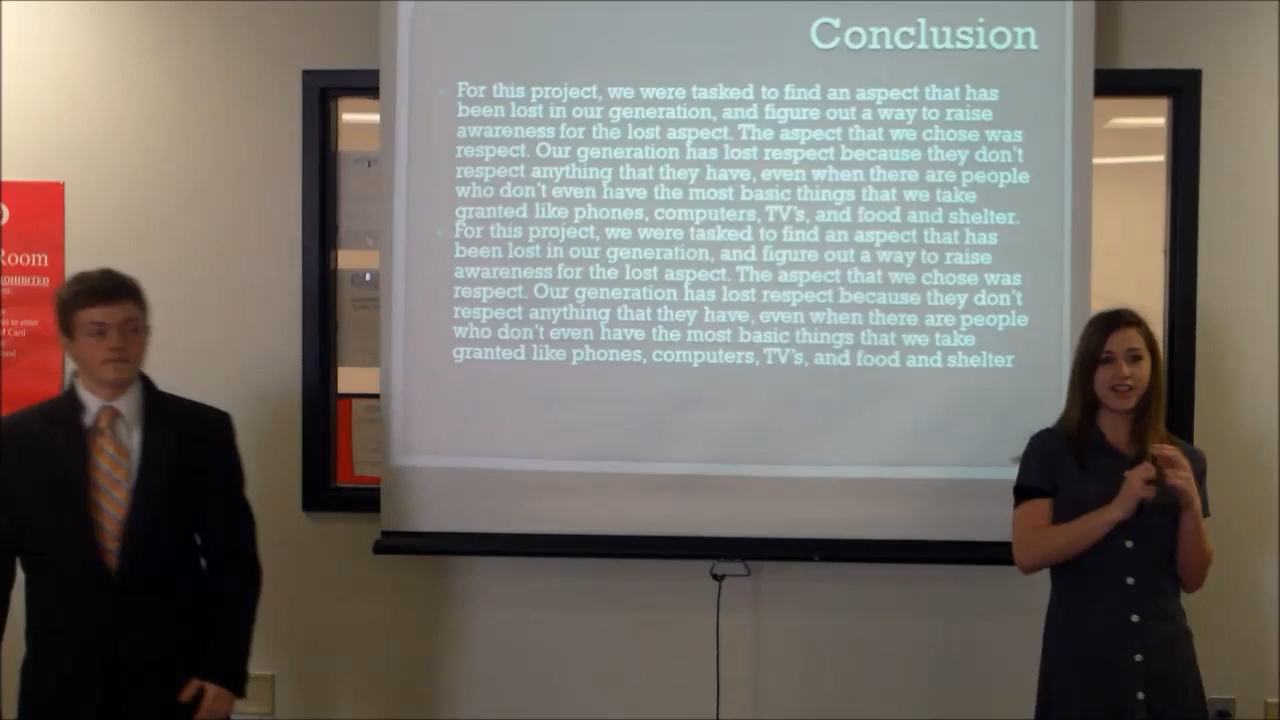 Conclusion
For this project, we were tasked to find an aspect that has
been lost in our generation, and figure out a way to raise
awareness for the lost aspect. The aspect that we chose was
respect. Our generation has lost respect because they don't
respect anything that they have, even when there are people
who don't even have the most basic things that we take
granted like phones, computers, TV's, and food and shelter.
For this project, we were tasked to find an aspect that has
been lost in our generation, and figure out a way to raise
awareness for the lost aspect. The aspect that we chose was
respect. Our generation has lost respect because they don't
respect anything that they have, even when there are people
who don't even have the most basic things that we take
granted like phones, computers, TV's, and food and shelter
Room
to enter
Card